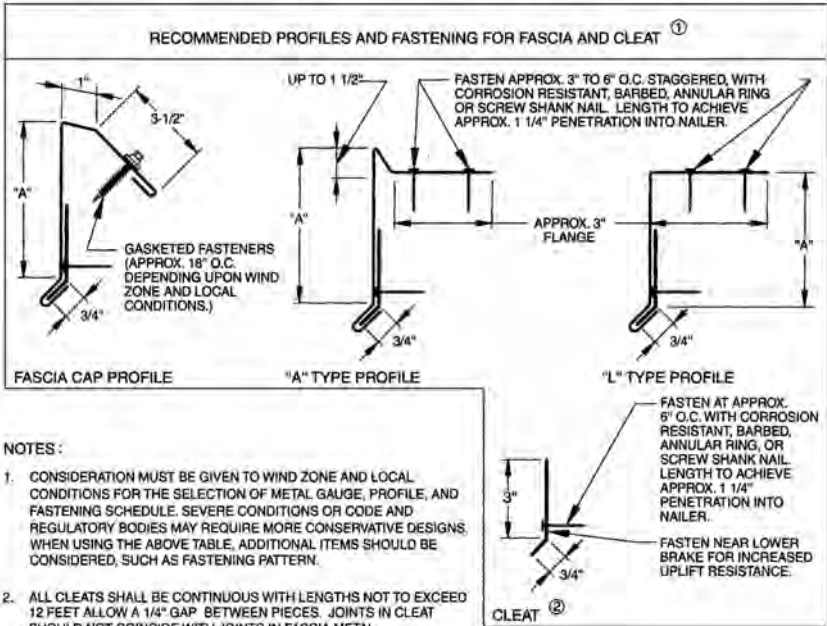 RECOMMENDED PROFILES AND FASTENING FOR FASCIA AND CLEAT ①
1"
3-1/2"
"A"
GASKETED FASTENERS
(APPROX. 18" O.C.
DEPENDING UPON WIND
ZONE AND LOCAL
CONDITIONS.)
3/4"
FASCIA CAP PROFILE
UP TO 1 1/2"
FASTEN APPROX. 3" TO 6" O.C. STAGGERED, WITH
CORROSION RESISTANT, BARBED, ANNULAR RING
OR SCREW SHANK NAIL. LENGTH TO ACHIEVE
APPROX. 1 1/4" PENETRATION INTO NAILER.
"A"
APPROX. 3"
FLANGE
3/4"
"A" TYPE PROFILE
"A"
3/4"
"L" TYPE PROFILE
NOTES:
1. CONSIDERATION MUST BE GIVEN TO WIND ZONE AND LOCAL
CONDITIONS FOR THE SELECTION OF METAL GAUGE, PROFILE, AND
FASTENING SCHEDULE. SEVERE CONDITIONS OR CODE AND
REGULATORY BODIES MAY REQUIRE MORE CONSERVATIVE DESIGNS.
WHEN USING THE ABOVE TABLE, ADDITIONAL ITEMS SHOULD BE
CONSIDERED, SUCH AS FASTENING PATTERN.
2. ALL CLEATS SHALL BE CONTINUOUS WITH LENGTHS NOT TO EXCEED
12 FEET ALLOW A 1/4" GAP BETWEEN PIECES. JOINTS IN CLEAT
SHOULD NOT COINCIDE WITH JOINTS IN FASCIA METAL
FASTEN AT APPROX.
6" O.C. WITH CORROSION
RESISTANT, BARBED,
ANNULAR RING, OR
SCREW SHANK NAIL.
LENGTH TO ACHIEVE
APPROX. 1 1/4"
PENETRATION INTO
NAILER.
3"
FASTEN NEAR LOWER
BRAKE FOR INCREASED
UPLIFT RESISTANCE.
3/4"
CLEAT ②